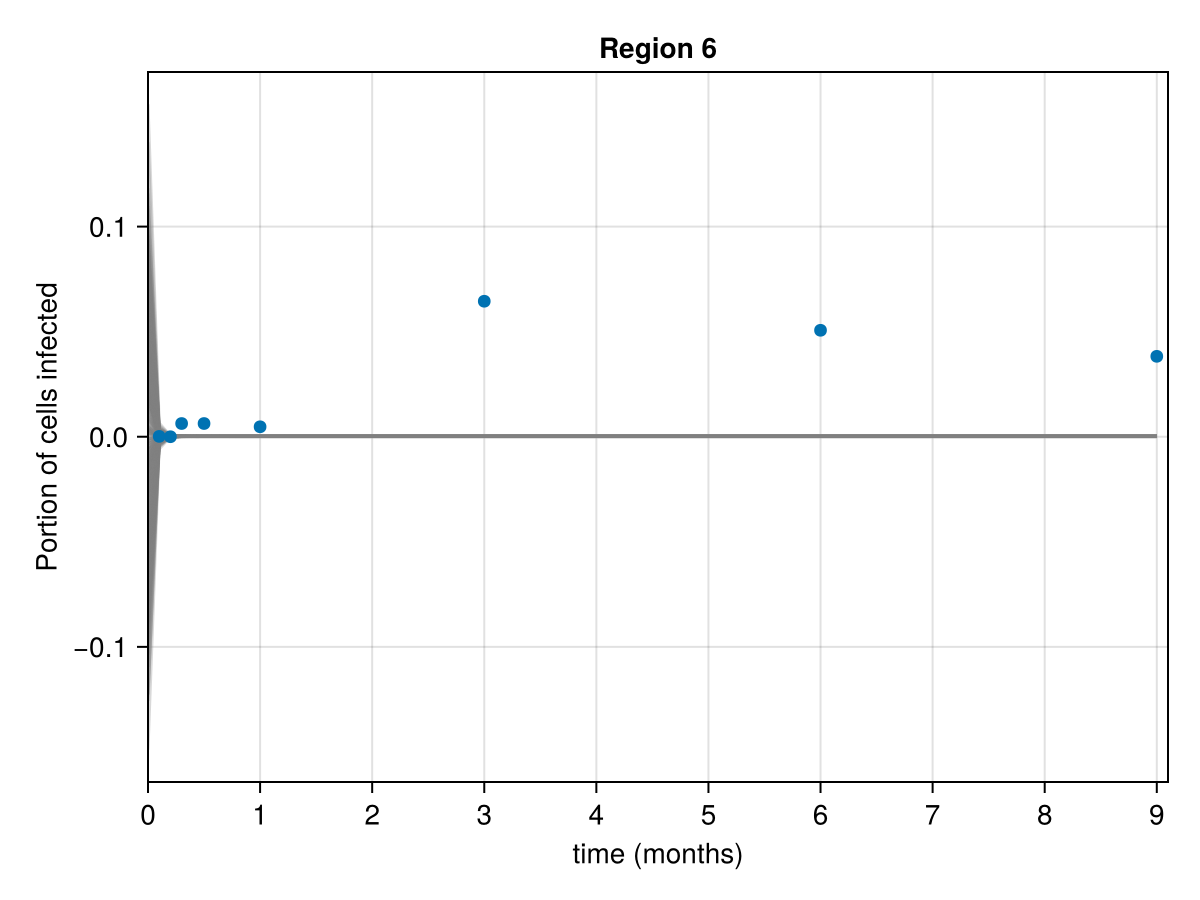 Region 6
Portion of cells infected
0.1
0.0
−0.1
0 1 2 3 4 5 6 7 8 9
time (months)